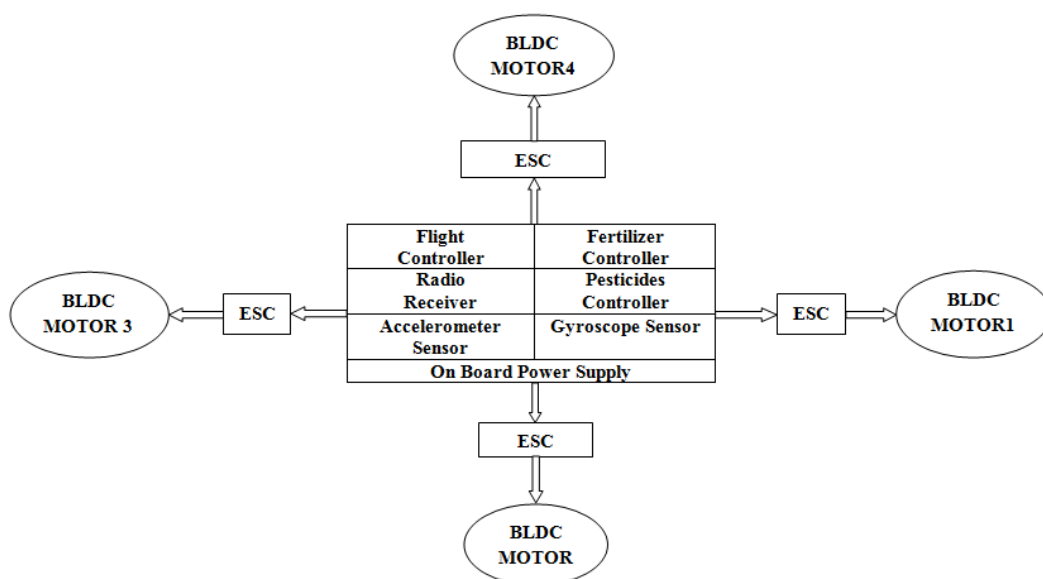 BLDC
MOTOR4
ESC
Flight
Controller
Fertilizer
Controller
Radio
Receiver
Pesticides
Controller
Accelerometer
Sensor
Gyroscope Sensor
On Board Power Supply
BLDC
MOTOR 3
ESC
ESC
BLDC
MOTOR1
ESC
BLDC
MOTOR